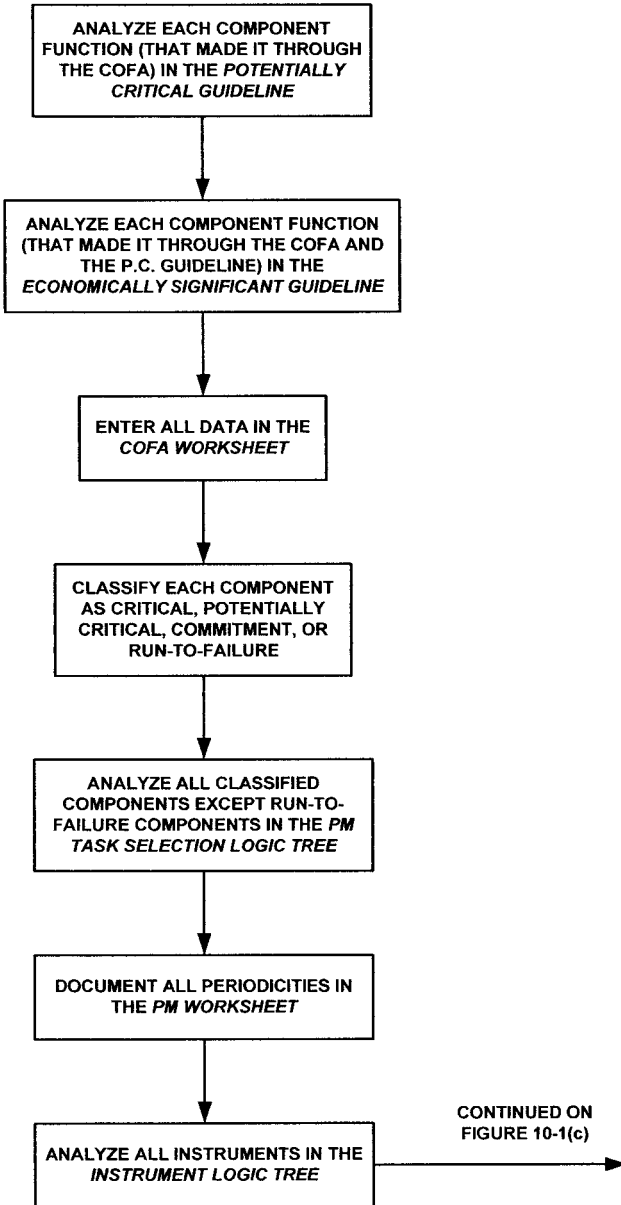 ANALYZE EACH COMPONENT
FUNCTION (THAT MADE IT THROUGH
THE COFA) IN THE POTENTIALLY
CRITICAL GUIDELINE
ANALYZE EACH COMPONENT FUNCTION
(THAT MADE IT THROUGH THE COFA AND
THE P.C. GUIDELINE) IN THE
ECONOMICALLY SIGNIFICANT GUIDELINE
ENTER ALL DATA IN THE
COFA WORKSHEET
CLASSIFY EACH COMPONENT
AS CRITICAL, POTENTIALLY
CRITICAL, COMMITMENT, OR
RUN-TO-FAILURE
ANALYZE ALL CLASSIFIED
COMPONENTS EXCEPT RUN-TO-
FAILURE COMPONENTS IN THE PM
TASK SELECTION LOGIC TREE
DOCUMENT ALL PERIODICITIES IN
THE PM WORKSHEET
ANALYZE ALL INSTRUMENTS IN THE
INSTRUMENT LOGIC TREE
CONTINUED ON
FIGURE 10-1(c)